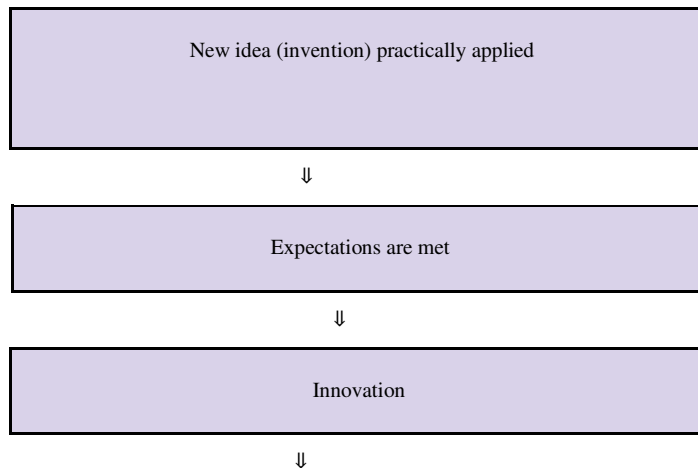 New idea (invention) practically applied
⇓
Expectations are met
⇓
Innovation
⇓